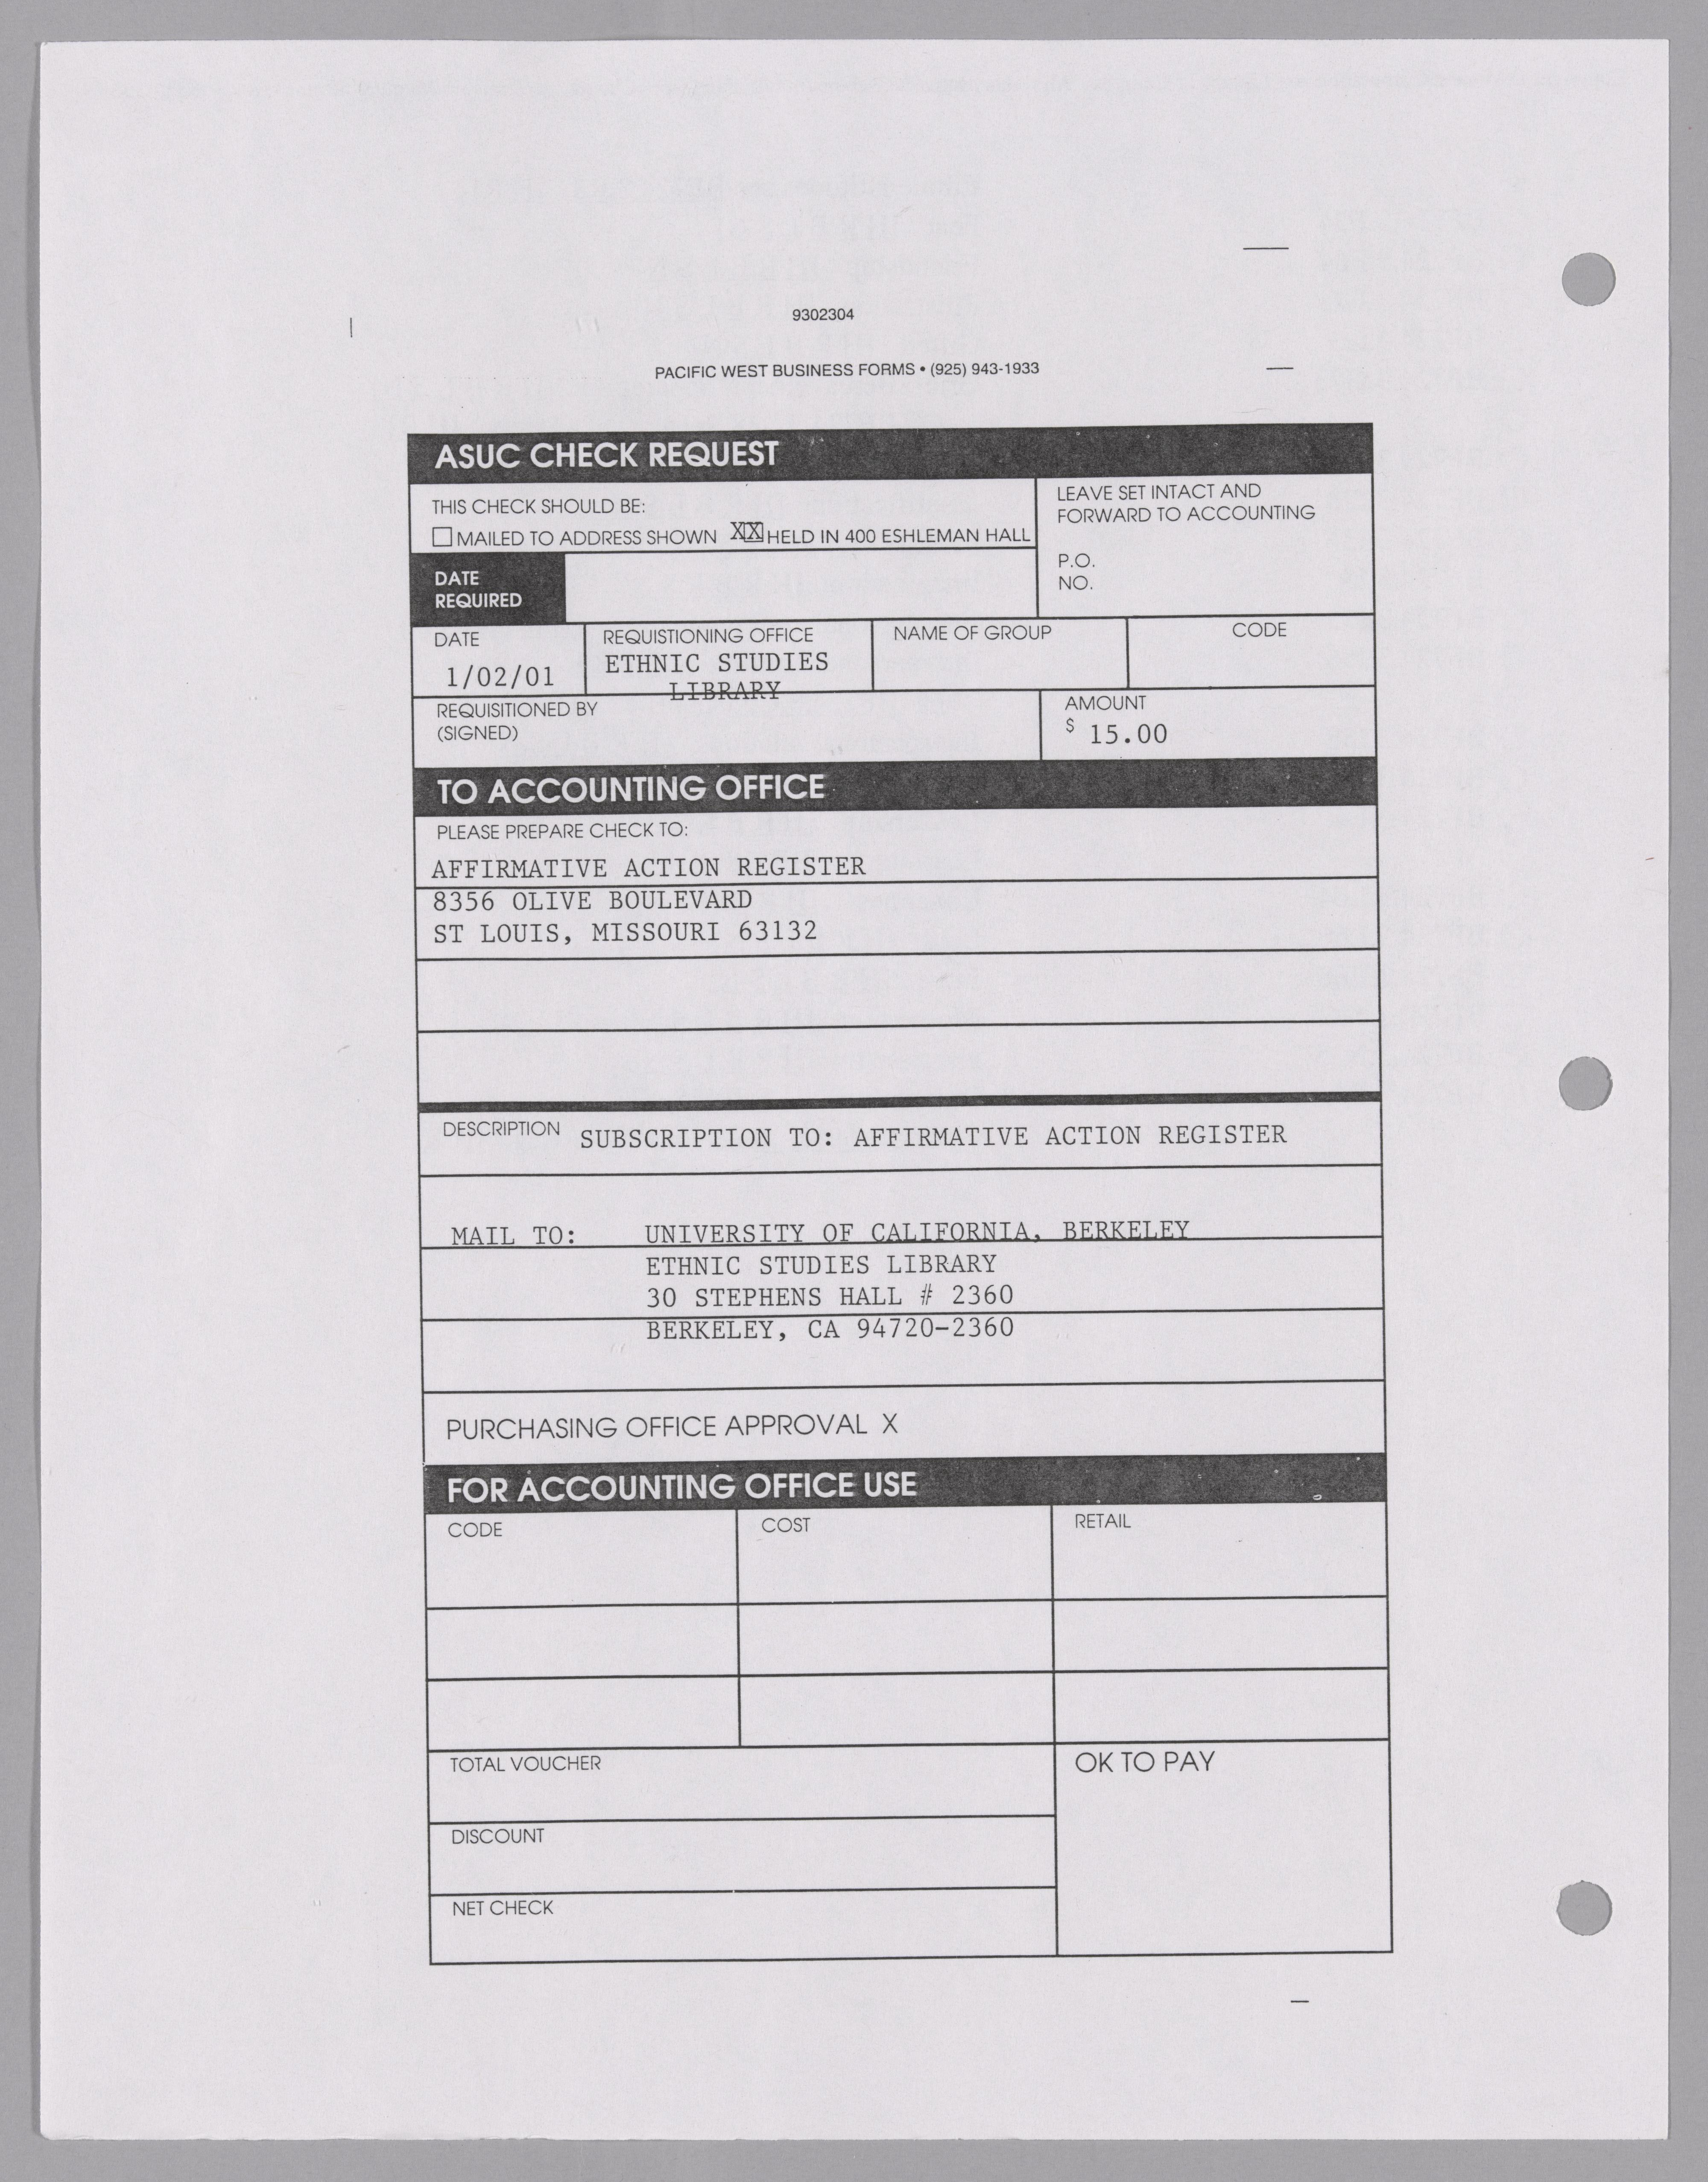 9302304
PACIFIC WEST BUSINESS FORMS • (925) 943-1933
ASUC CHECK REQUEST
THIS CHECK SHOULD BE:
MAILED TO ADDRESS SHOWN XX HELD IN 400 ESHLEMAN HALL
LEAVE SET INTACT AND
FORWARD TO ACCOUNTING
P.O.
NO.
DATE
REQUIRED
DATE
1/02/01
REQUISTIONING OFFICE
ETHNIC STUDIES
LIBRARY
NAME OF GROUP
CODE
REQUISITIONED BY
(SIGNED)
AMOUNT
$ 15.00
TO ACCOUNTING OFFICE
PLEASE PREPARE CHECK TO:
AFFIRMATIVE ACTION REGISTER
8356 OLIVE BOULEVARD
ST LOUIS, MISSOURI 63132
DESCRIPTION SUBSCRIPTION TO: AFFIRMATIVE ACTION REGISTER
MAIL TO: UNIVERSITY OF CALIFORNIA, BERKELEY
ETHNIC STUDIES LIBRARY
30 STEPHENS HALL # 2360
BERKELEY, CA 94720-2360
PURCHASING OFFICE APPROVAL X
FOR ACCOUNTING OFFICE USE
CODE COST RETAIL
TOTAL VOUCHER
OK TO PAY
DISCOUNT
NET CHECK